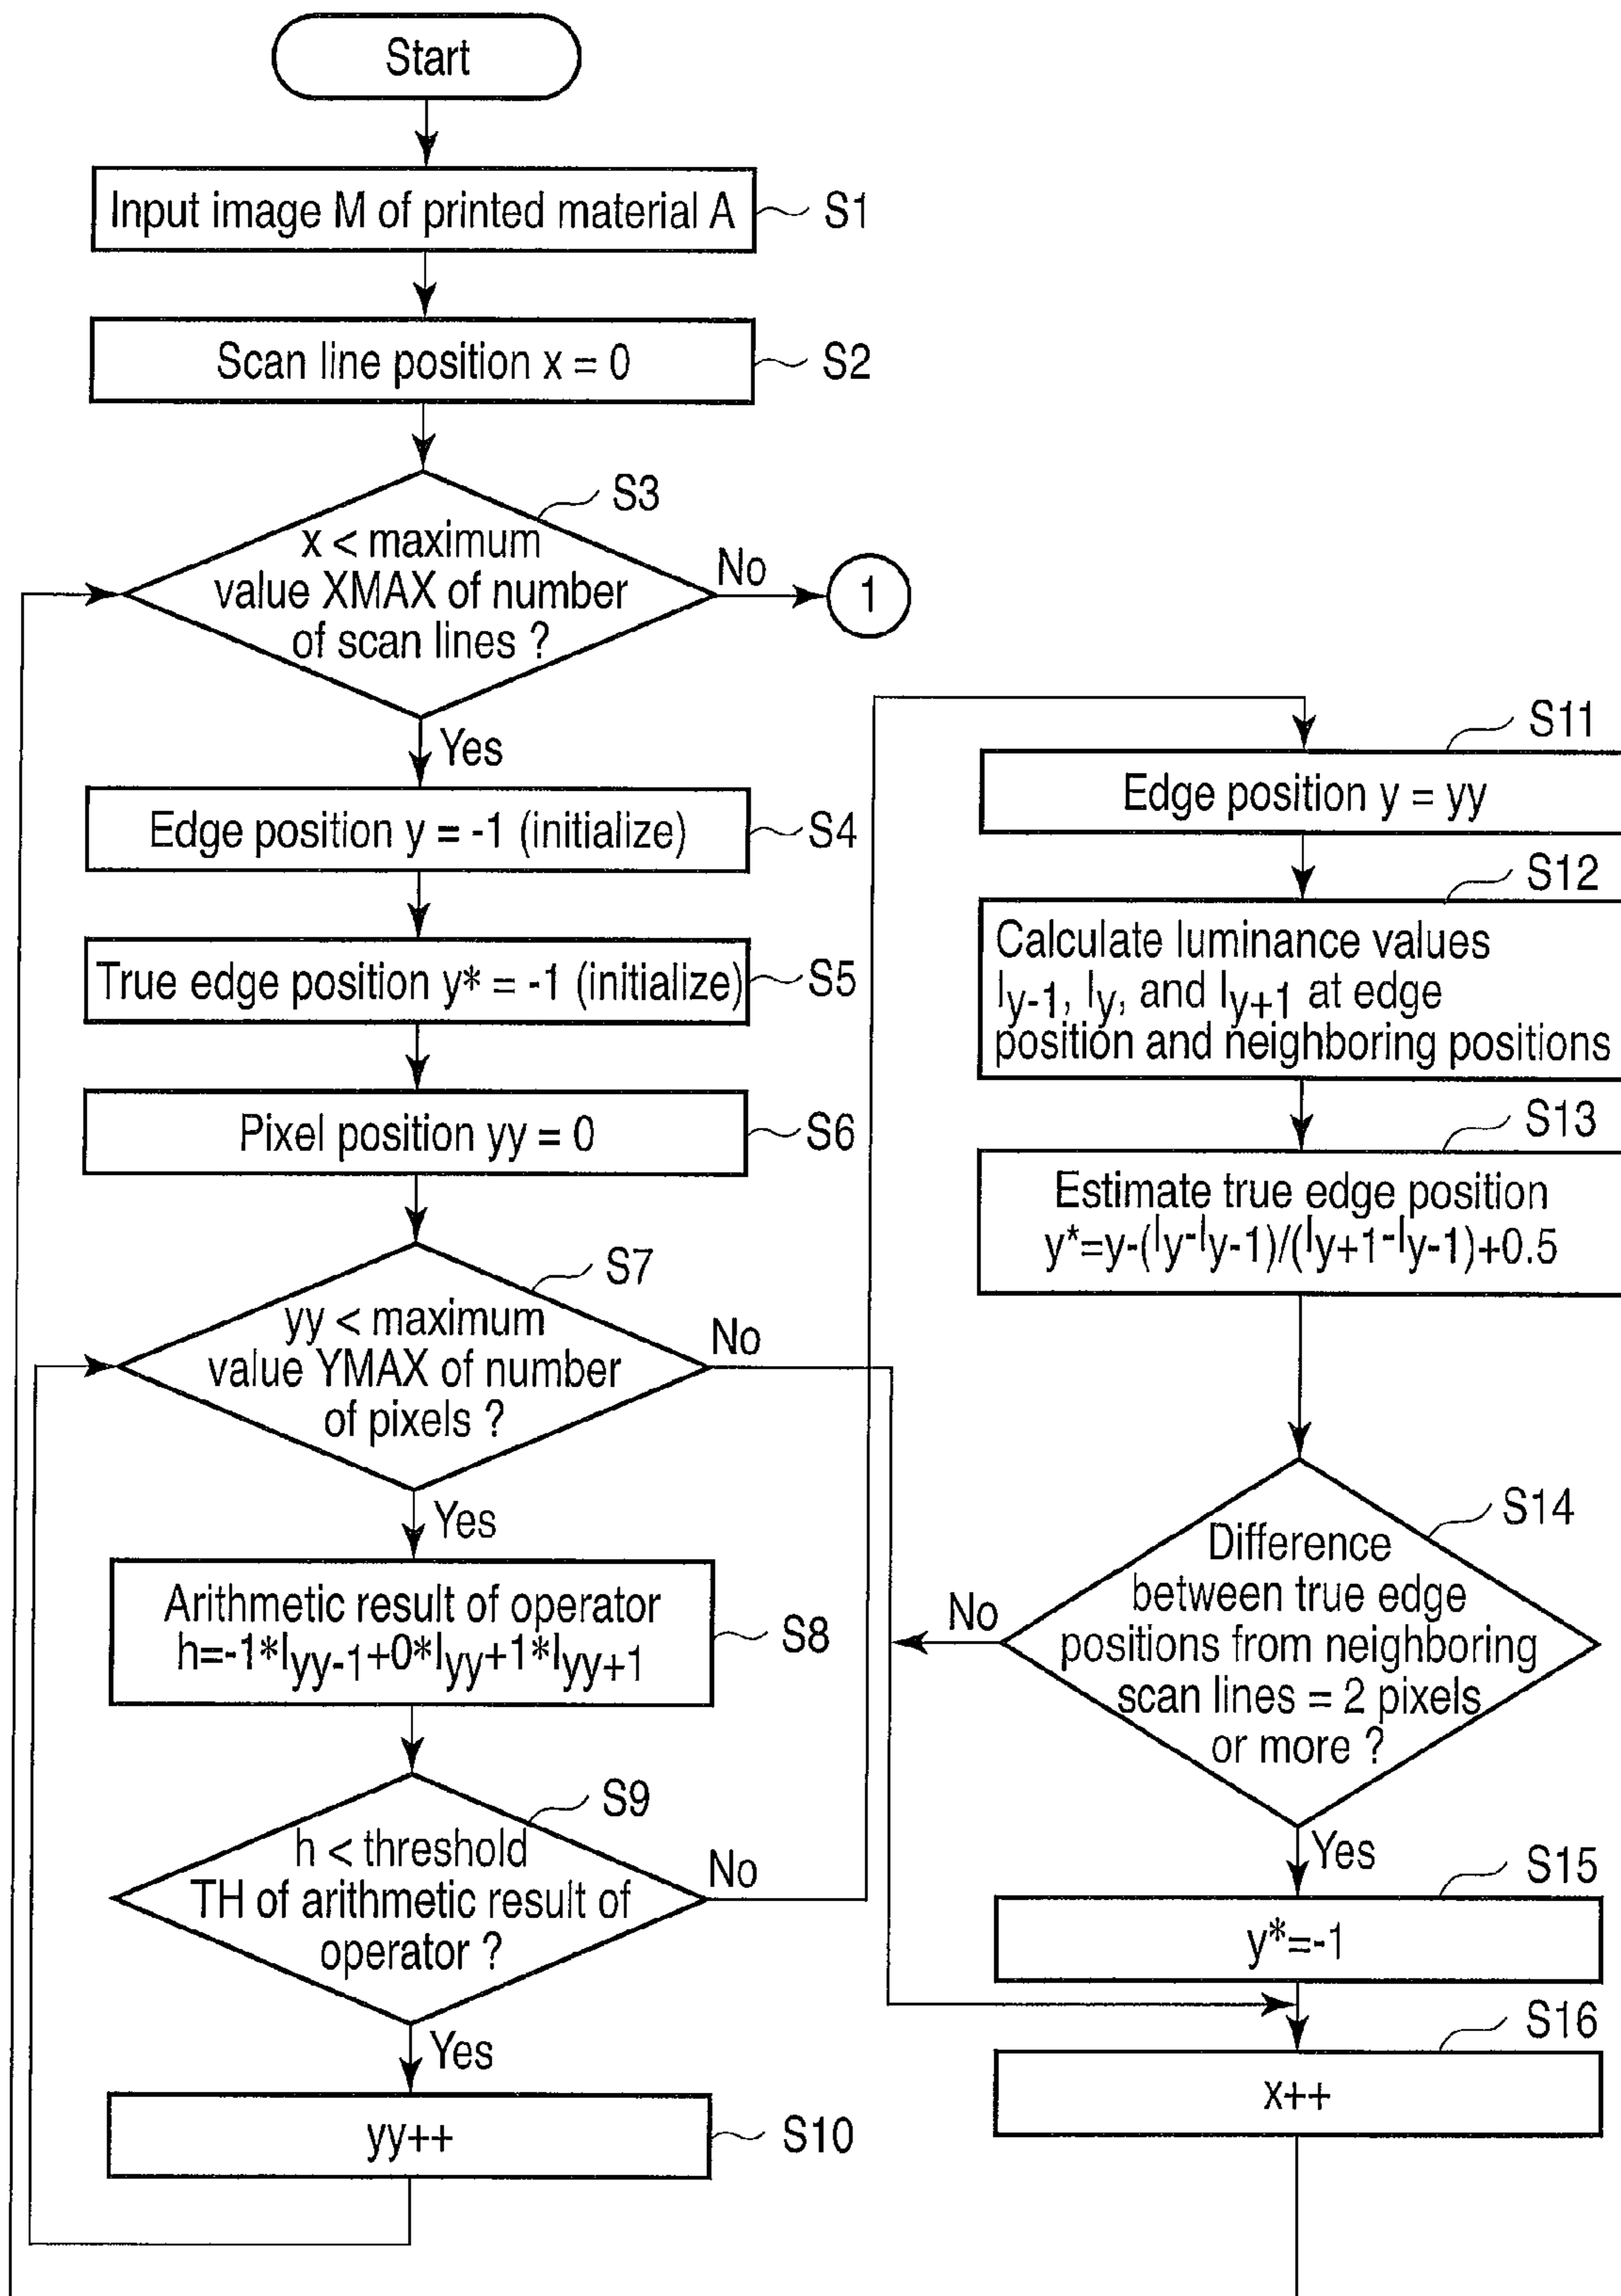 Start
Input image M of printed material A
S1
Scan line position x = 0
S2
S3
x < maximum
value XMAX of number
of scan lines ?
No
1
Yes
Edge position y = -1 (initialize)
S4
True edge position y* = -1 (initialize)
S5
Pixel position yy = 0
S6
S7
yy < maximum
value YMAX of number
of pixels ?
No
Yes
Arithmetic result of operator
h=-1*Iyy-1+0*Iyy+1*Iyy+1
S8
S9
h < threshold
TH of arithmetic result of
operator ?
No
Yes
yy++
S10
S11
Edge position y = yy
S12
Calculate luminance values
Iy-1, Iy, and Iy+1 at edge
position and neighboring positions
S13
Estimate true edge position
y*=y-(Iy-Iy-1)/(Iy+1-Iy-1)+0.5
S14
Difference
between true edge
positions from neighboring
scan lines = 2 pixels
or more ?
No
Yes
S15
y*=-1
S16
x++